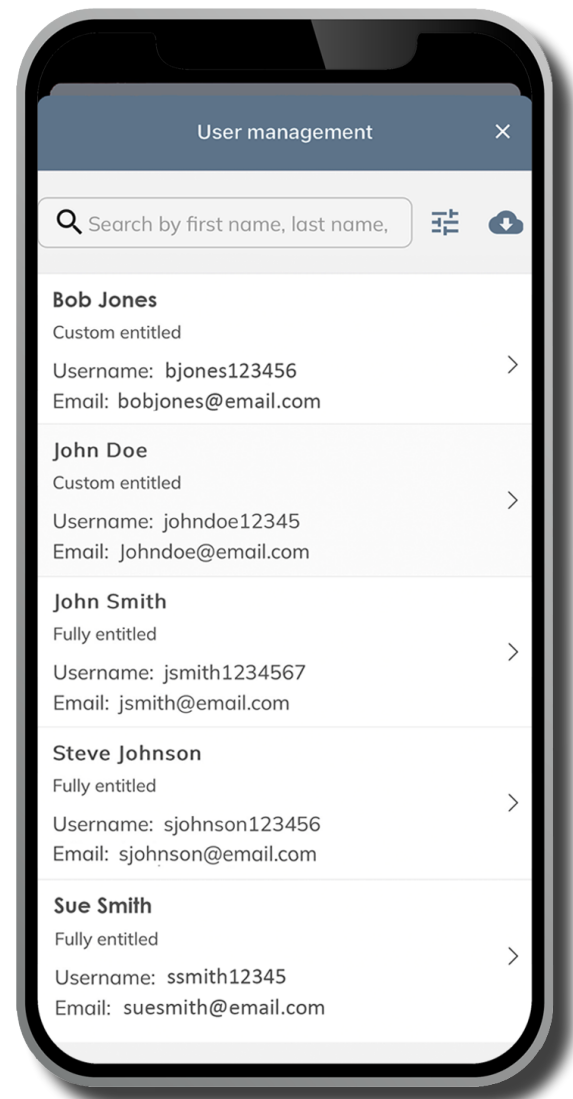 User management
Search by first name, last name,
Bob Jones
Custom entitled
Username: bjones123456
Email: bobjones@email.com
John Doe
Custom entitled
Username: johndoe12345
Email: Johndoe@email.com
John Smith
Fully entitled
Username: jsmith1234567
Email: jsmith@email.com
Steve Johnson
Fully entitled
Username: sjohnson123456
Email: sjohnson@email.com
Sue Smith
Fully entitled
Username: ssmith12345
Email: suesmith@email.com